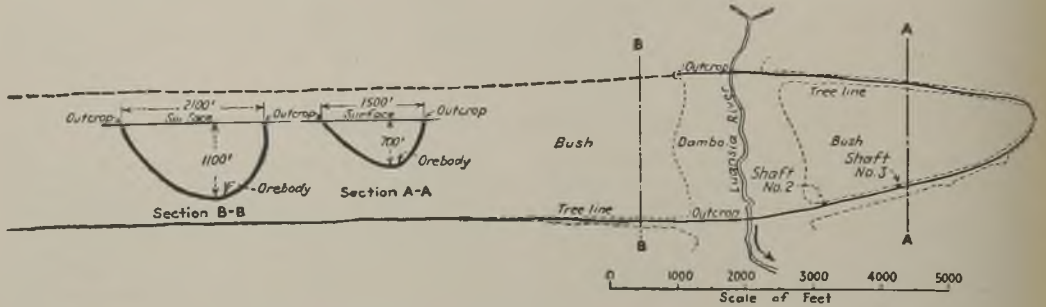 2100'
Outcrop
Surface
Outcrop
1100'
Orebody
Section B-B
1500'
Outcrop
Surface
700'
Orebody
Section A-A
B
B
Bush
Tree line
Outcrop
Dambo
Outcrop
Luansia River
Tree line
Bush
Shaft
No. 2
Shaft
No. 3
A
A
0 1000 2000 3000 4000 5000
Scale of Feet